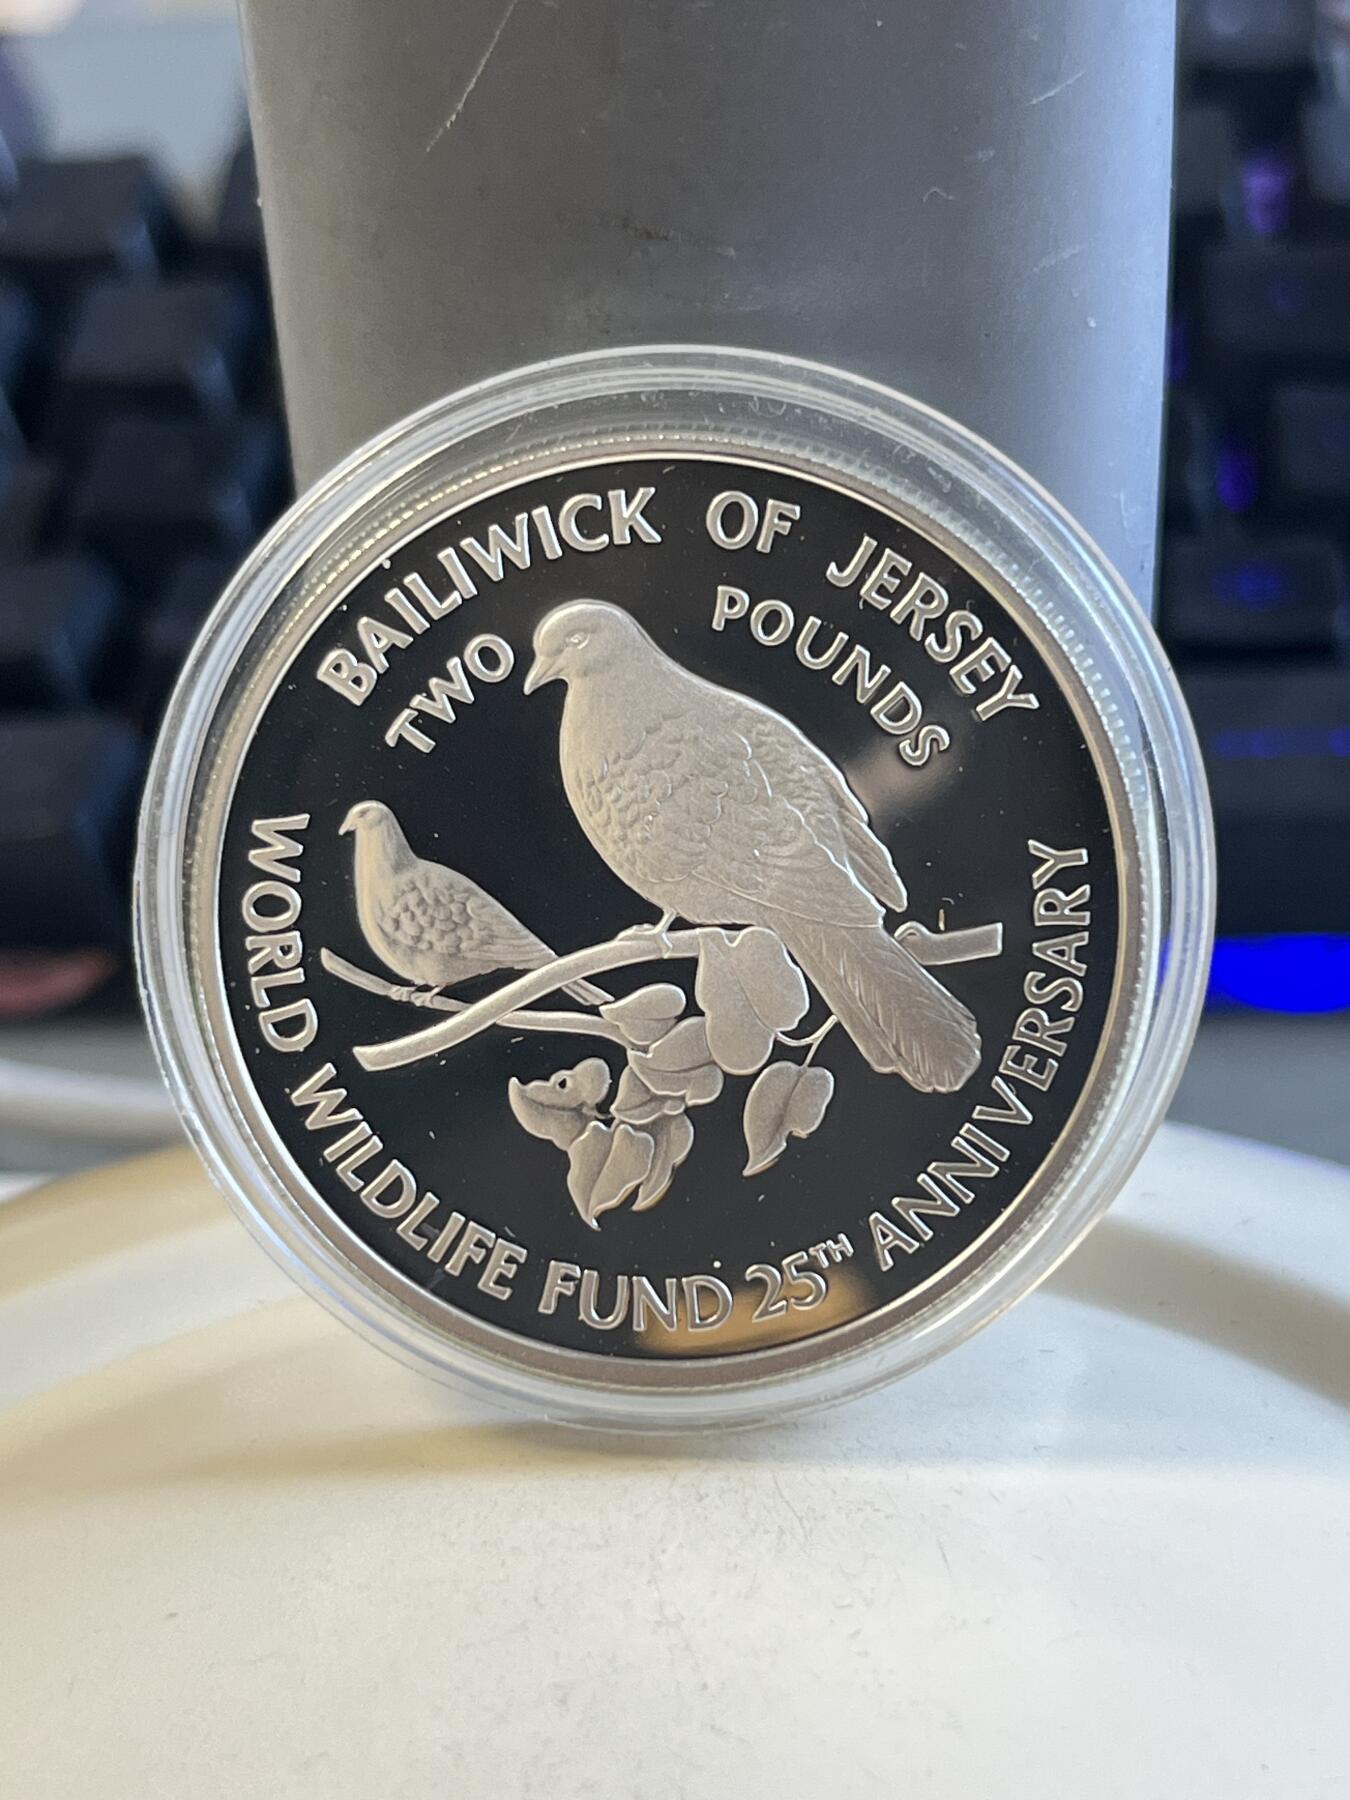 BAILIWICK OF JERSEY
TWO POUNDS
WORLD WILDLIFE FUND 25TH ANNIVERSARY